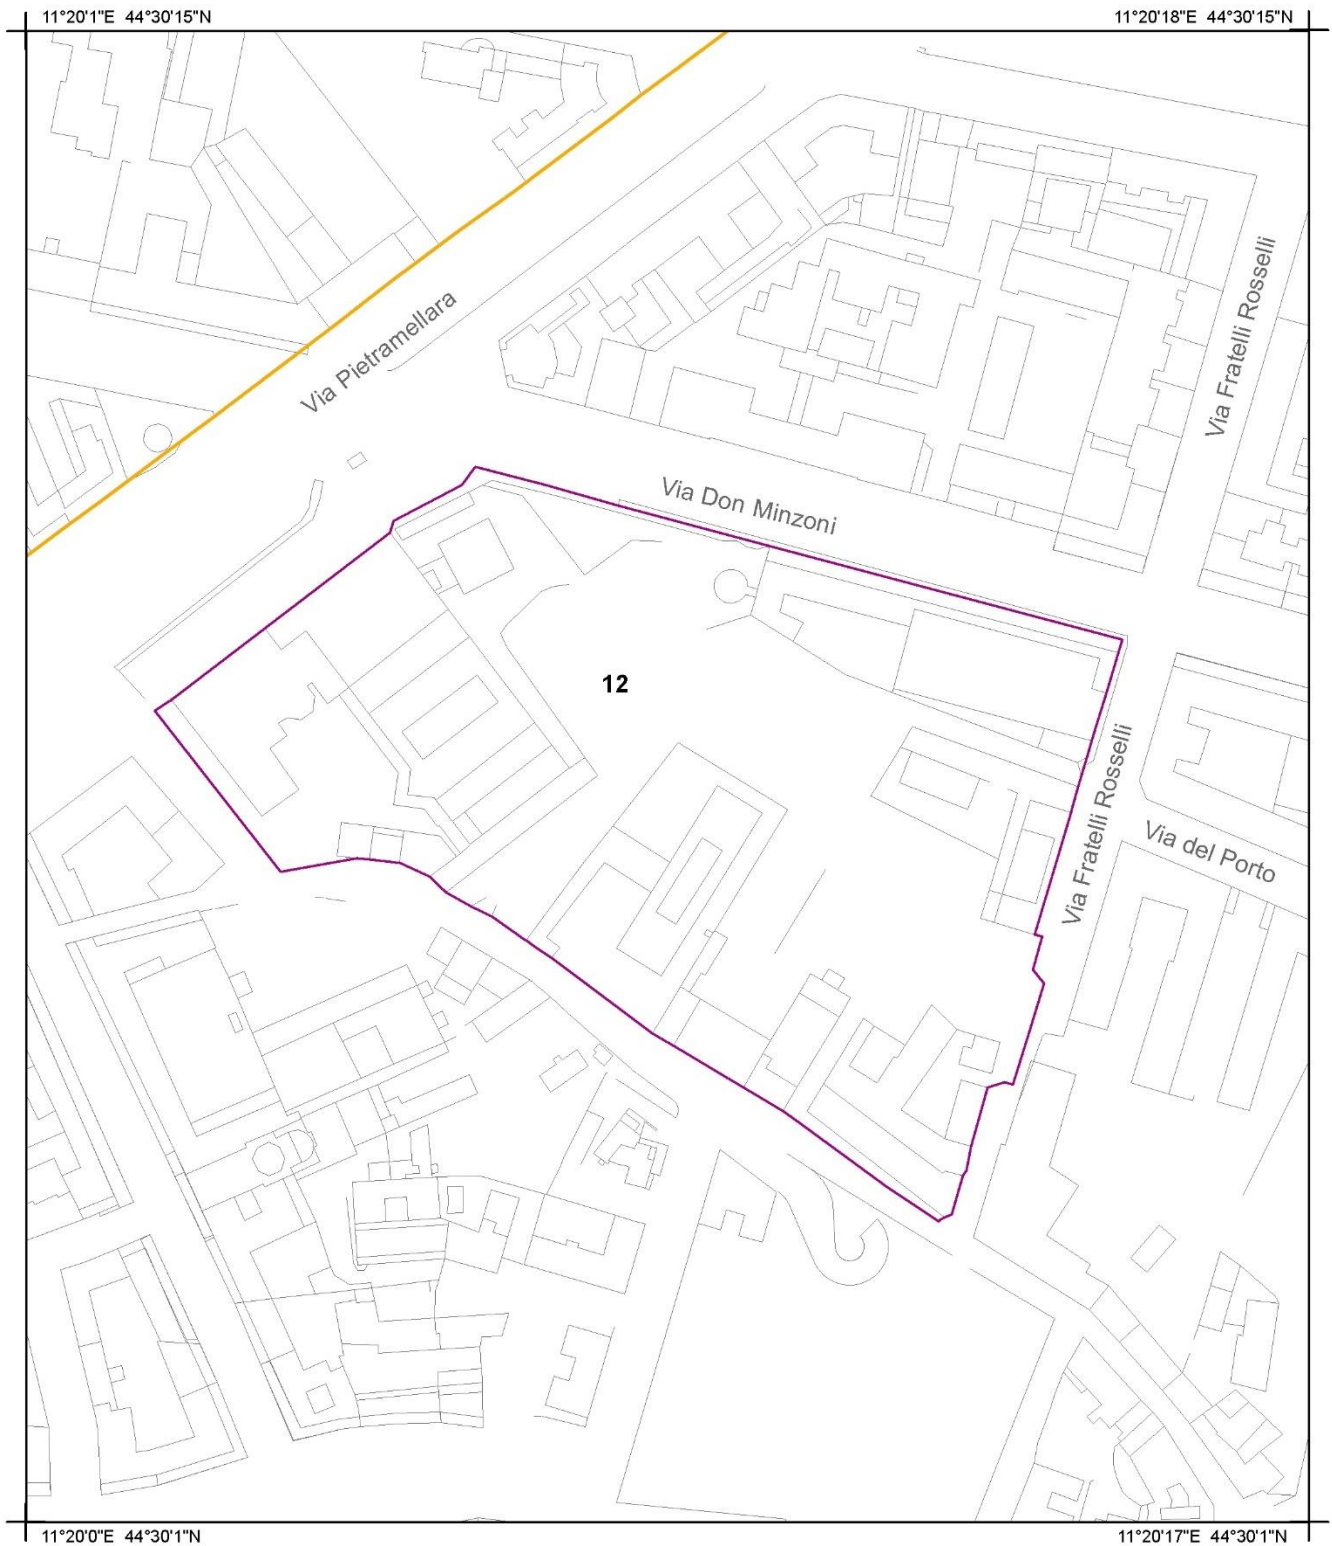 11°20'1"E 44°30'15"N
11°20'18"E 44°30'15"N
Via Pietramellara
Via Fratelli Rosselli
Via Don Minzoni
12
Via Fratelli Rosselli
Via del Porto
11°20'0"E 44°30'1"N
11°20'17"E 44°30'1"N